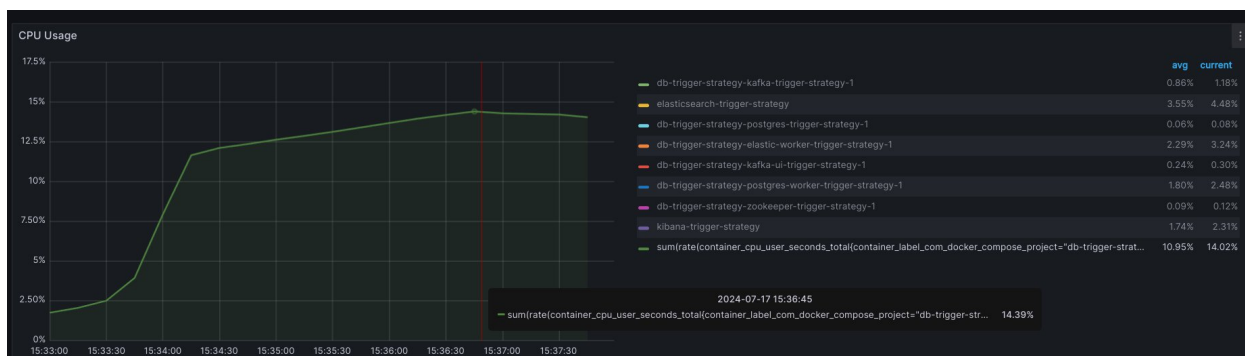 CPU Usage
17.5%
15%
12.5%
10%
7.50%
5%
2.50%
0%
15:33:00 15:33:30 15:34:00 15:34:30 15:35:00 15:35:30 15:36:00 15:36:30 15:37:00 15:37:30
avg current
db-trigger-strategy-kafka-trigger-strategy-1 0.86% 1.18%
elasticsearch-trigger-strategy 3.55% 4.48%
db-trigger-strategy-postgres-trigger-strategy-1 0.06% 0.08%
db-trigger-strategy-elastic-worker-trigger-strategy-1 2.29% 3.24%
db-trigger-strategy-kafka-ui-trigger-strategy-1 0.24% 0.30%
db-trigger-strategy-postgres-worker-trigger-strategy-1 1.80% 2.48%
db-trigger-strategy-zookeeper-trigger-strategy-1 0.09% 0.12%
kibana-trigger-strategy 1.74% 2.31%
sum(rate(container_cpu_user_seconds_total{container_label_com_docker_compose_project="db-trigger-strat... 10.95% 14.02%
2024-07-17 15:36:45
sum(rate(container_cpu_user_seconds_total{container_label_com_docker_compose_project="db-trigger-str... 14.39%